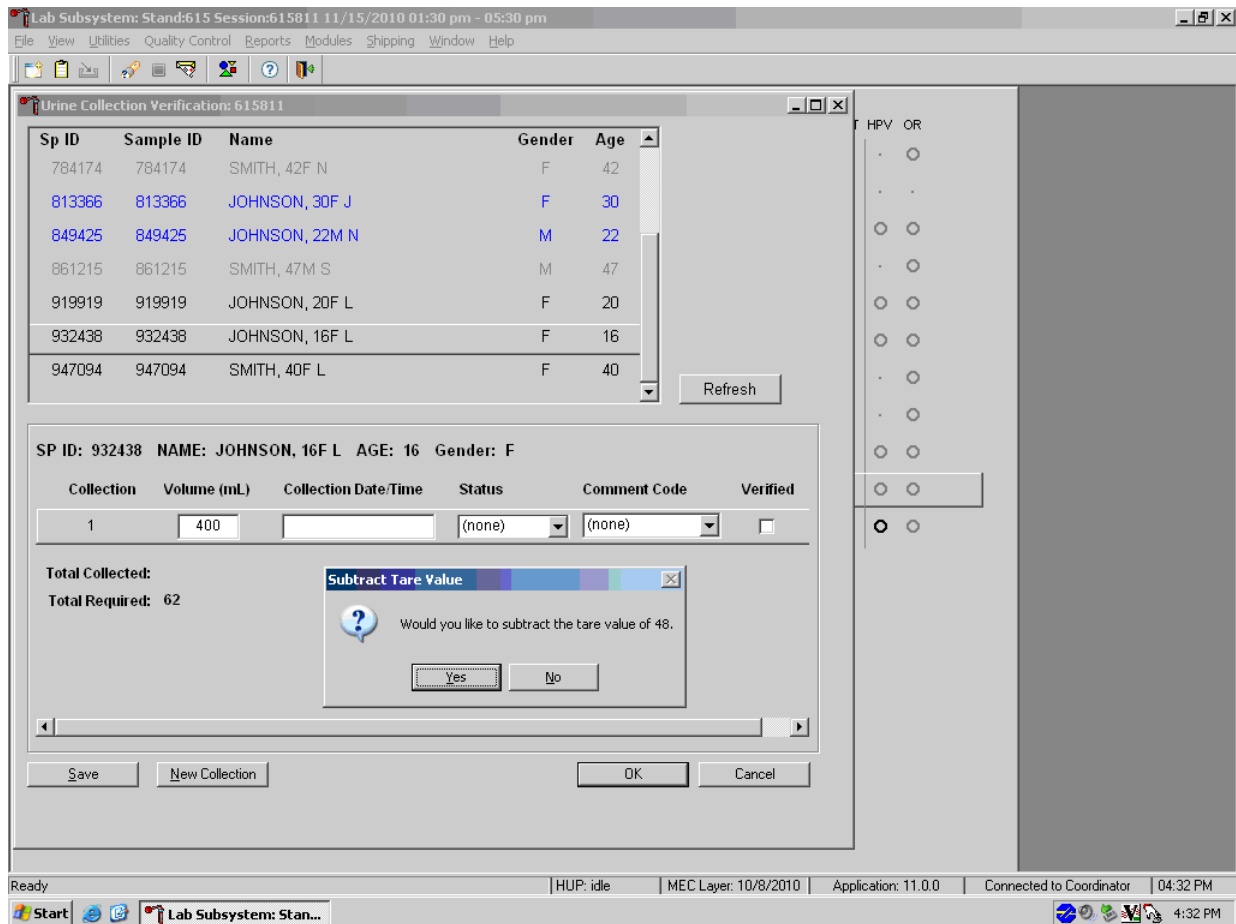 Lab Subsystem: Stand:615 Session:615811 11/15/2010 01:30 pm - 05:30 pm
File View Utilities Quality Control Reports Modules Shipping Window Help
Urine Collection Verification: 615811
HPV OR
Sp ID Sample ID Name Gender Age
784174 784174 SMITH, 42F N F 42
813366 813366 JOHNSON, 30F J F 30
849425 849425 JOHNSON, 22M N M 22
861215 861215 SMITH, 47M S M 47
919919 919919 JOHNSON, 20F L F 20
932438 932438 JOHNSON, 16F L F 16
947094 947094 SMITH, 40F L F 40
Refresh
SP ID: 932438 NAME: JOHNSON, 16F L AGE: 16 Gender: F
Collection Volume (mL) Collection Date/Time Status Comment Code Verified
1 400 (none) (none)
Total Collected:
Total Required: 62
Subtract Tare Value
Would you like to subtract the tare value of 48.
Yes No
Save New Collection OK Cancel
Ready HUP: idle MEC Layer: 10/8/2010 Application: 11.0.0 Connected to Coordinator 04:32 PM
Start Lab Subsystem: Stan... 4:32 PM